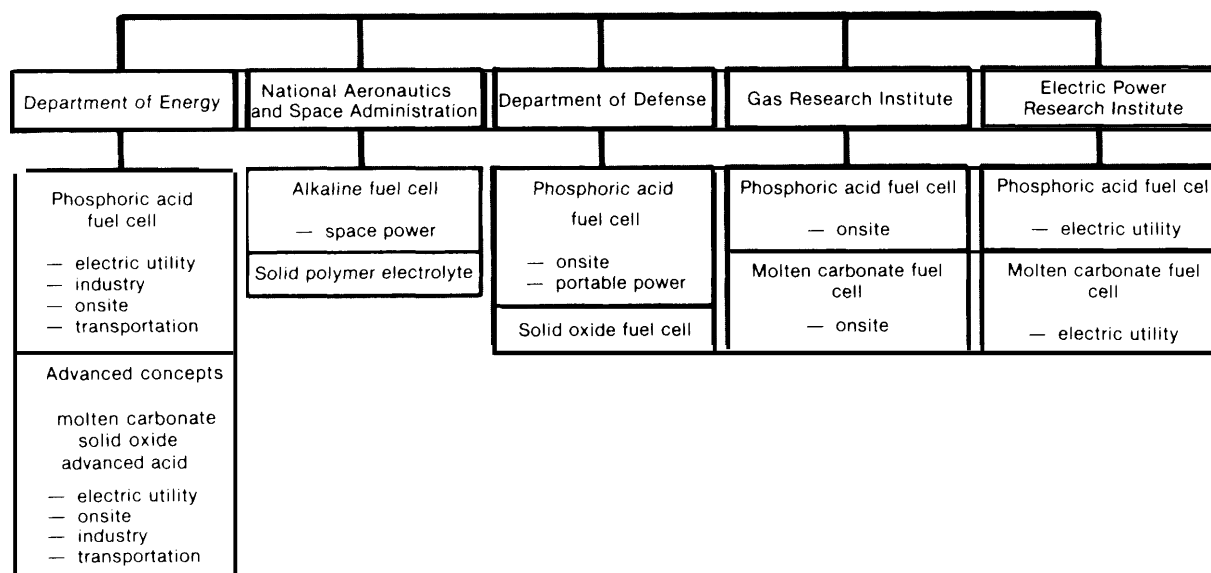 Department of Energy
National Aeronautics
and Space Administration
Department of Defense
Gas Research Institute
Electric Power
Research Institute
Phosphoric acid
fuel cell
— electric utility
— industry
— onsite
— transportation
Advanced concepts
molten carbonate
solid oxide
advanced acid
— electric utility
— onsite
— industry
— transportation
Alkaline fuel cell
— space power
Solid polymer electrolyte
Phosphoric acid
fuel cell
— onsite
— portable power
Solid oxide fuel cell
Phosphoric acid fuel cell
— onsite
Molten carbonate fuel
cell
— onsite
Phosphoric acid fuel cel
— electric utility
Molten carbonate fuel
cell
— electric utility